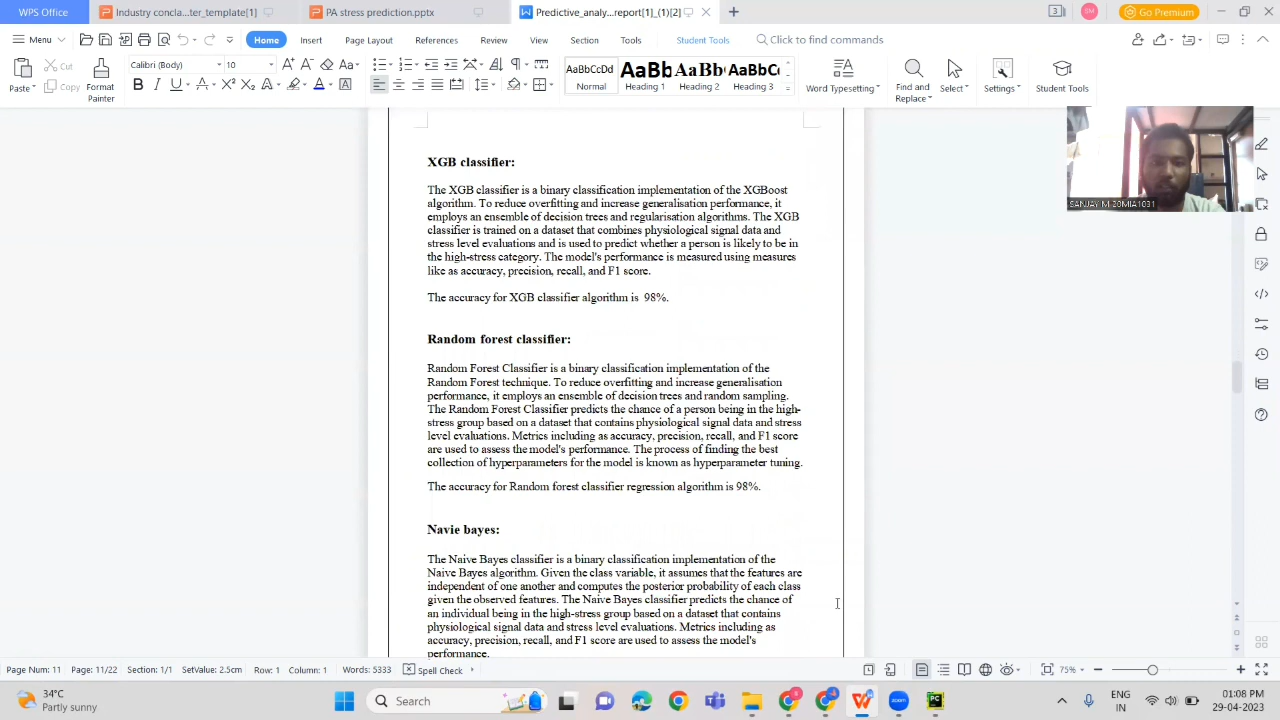 WPS Office
Industry concla...ter_template[1]
PA stress prediction.pptx
Predictive_analy...report[1]_(1)[2]
3
SM
Go Premium
Menu
Home
Insert
Page Layout
References
Review
View
Section
Tools
Student Tools
Click to find commands
Paste
Cut
Copy
Format
Painter
Calibri (Body)
10
AaBbCcDd
Normal
AaBb
Heading 1
AaBb
Heading 2
AaBbCc
Heading 3
Word Typesetting
Find and
Replace
Select
Settings
Student Tools
SANJAY M 20MIA1031
XGB classifier:
The XGB classifier is a binary classification implementation of the XGBoost
algorithm. To reduce overfitting and increase generalisation performance, it
employs an ensemble of decision trees and regularisation algorithms. The XGB
classifier is trained on a dataset that combines physiological signal data and
stress level evaluations and is used to predict whether a person is likely to be in
the high-stress category. The model's performance is measured using measures
like as accuracy, precision, recall, and F1 score.
The accuracy for XGB classifier algorithm is 98%.
Random forest classifier:
Random Forest Classifier is a binary classification implementation of the
Random Forest technique. To reduce overfitting and increase generalisation
performance, it employs an ensemble of decision trees and random sampling.
The Random Forest Classifier predicts the chance of a person being in the high-
stress group based on a dataset that contains physiological signal data and stress
level evaluations. Metrics including as accuracy, precision, recall, and F1 score
are used to assess the model's performance. The process of finding the best
collection of hyperparameters for the model is known as hyperparameter tuning.
The accuracy for Random forest classifier regression algorithm is 98%.
Navie bayes:
The Naive Bayes classifier is a binary classification implementation of the
Naive Bayes algorithm. Given the class variable, it assumes that the features are
independent of one another and computes the posterior probability of each class
given the observed features. The Naive Bayes classifier predicts the chance of
an individual being in the high-stress group based on a dataset that contains
physiological signal data and stress level evaluations. Metrics including as
accuracy, precision, recall, and F1 score are used to assess the model's
performance.
Page Num: 11
Page: 11/22
Section: 1/1
SetValue: 2.5cm
Row: 1
Column: 1
Words: 5333
Spell Check
75%
34°C
Partly sunny
Search
zoom
PC
ENG
IN
01:08 PM
29-04-2023